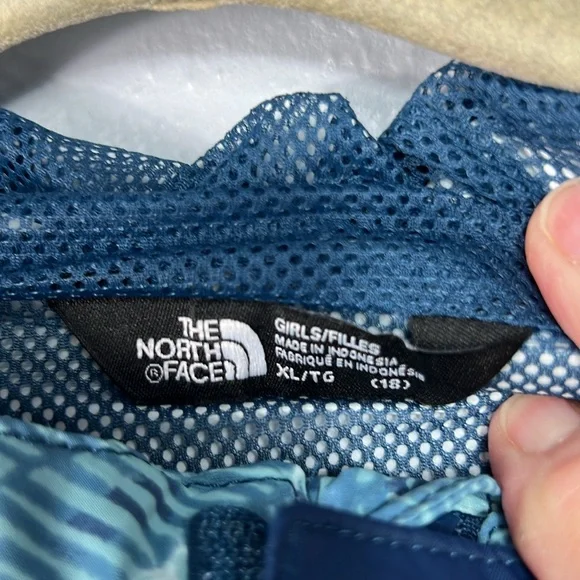 THE
NORTH
®FACE
GIRLS/FILLES
MADE IN INDONESIA
FABRIQUÉ EN INDONÉSIE
XL/TG (18)